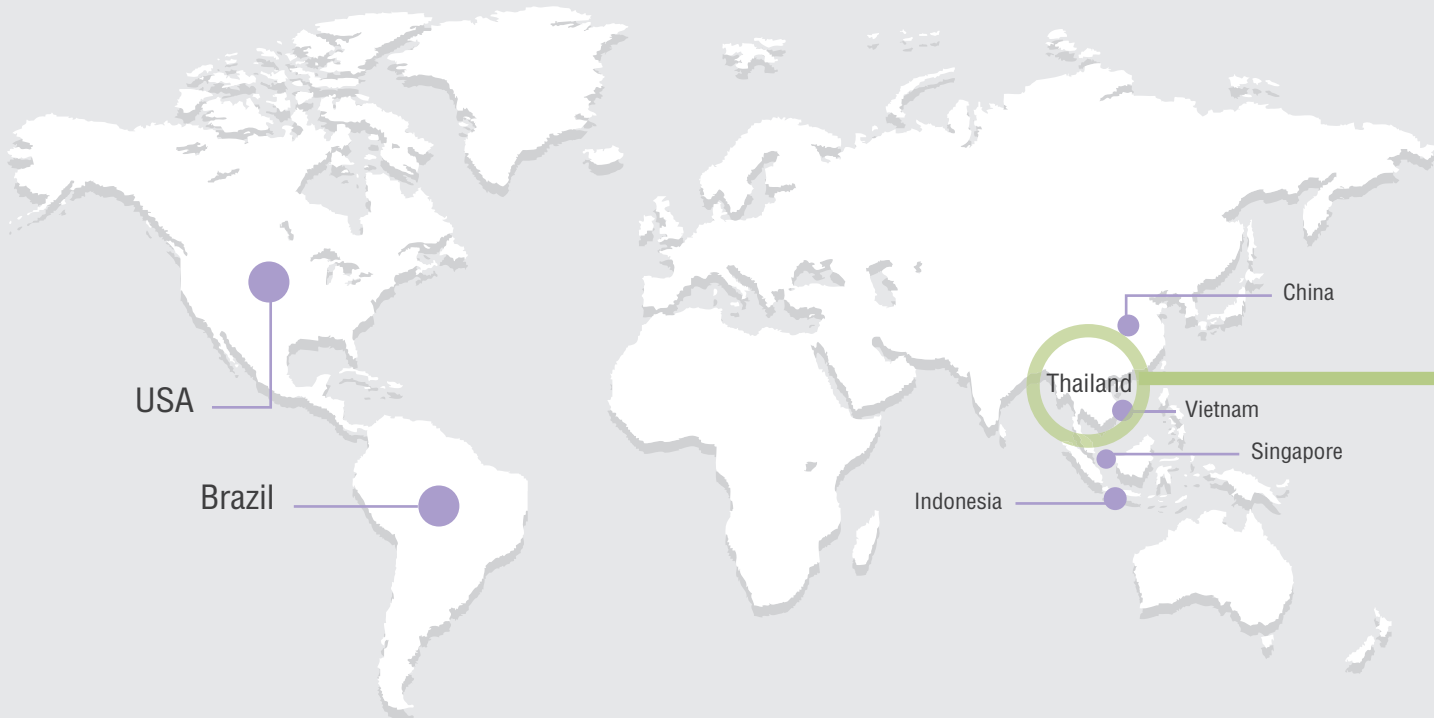 China
Thailand
Vietnam
USA
Singapore
Brazil
Indonesia